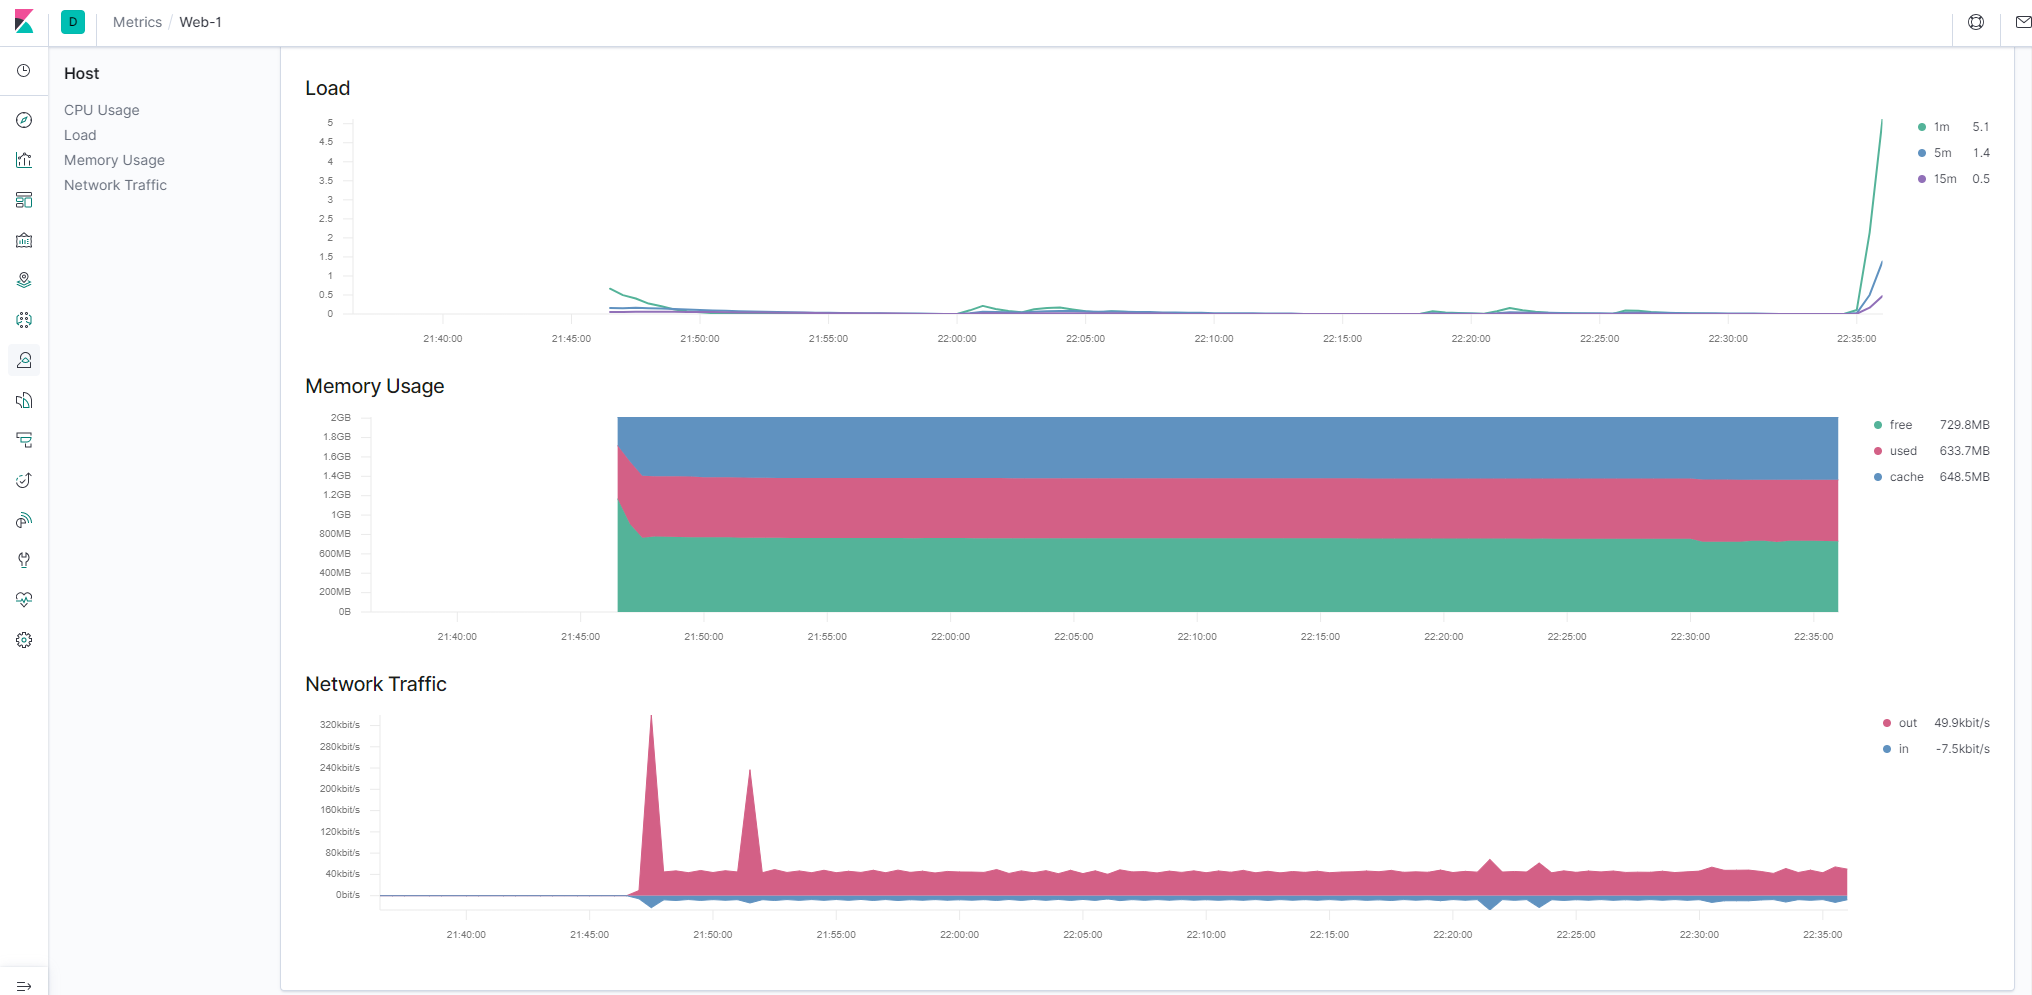 D Metrics / Web-1
Host
CPU Usage
Load
Memory Usage
Network Traffic
Load
5
4.5
4
3.5
3
2.5
2
1.5
1
0.5
0
21:40:00 21:45:00 21:50:00 21:55:00 22:00:00 22:05:00 22:10:00 22:15:00 22:20:00 22:25:00 22:30:00 22:35:00
1m 5.1
5m 1.4
15m 0.5
Memory Usage
2GB
1.8GB
1.6GB
1.4GB
1.2GB
1GB
800MB
600MB
400MB
200MB
0B
21:40:00 21:45:00 21:50:00 21:55:00 22:00:00 22:05:00 22:10:00 22:15:00 22:20:00 22:25:00 22:30:00 22:35:00
free 729.8MB
used 633.7MB
cache 648.5MB
Network Traffic
320kbit/s
280kbit/s
240kbit/s
200kbit/s
160kbit/s
120kbit/s
80kbit/s
40kbit/s
0bit/s
21:40:00 21:45:00 21:50:00 21:55:00 22:00:00 22:05:00 22:10:00 22:15:00 22:20:00 22:25:00 22:30:00 22:35:00
out 49.9kbit/s
in -7.5kbit/s